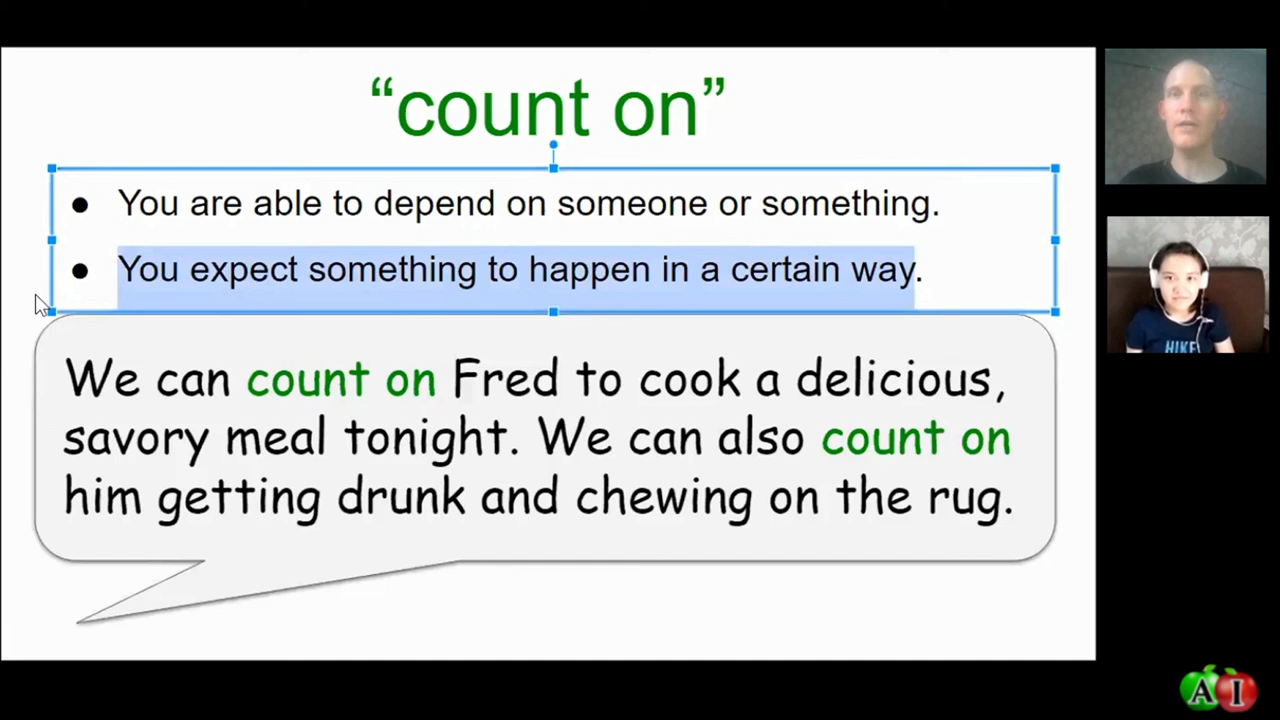 “count on”
● You are able to depend on someone or something.
● You expect something to happen in a certain way.
We can count on Fred to cook a delicious,
savory meal tonight. We can also count on
him getting drunk and chewing on the rug.
HIKE
A I